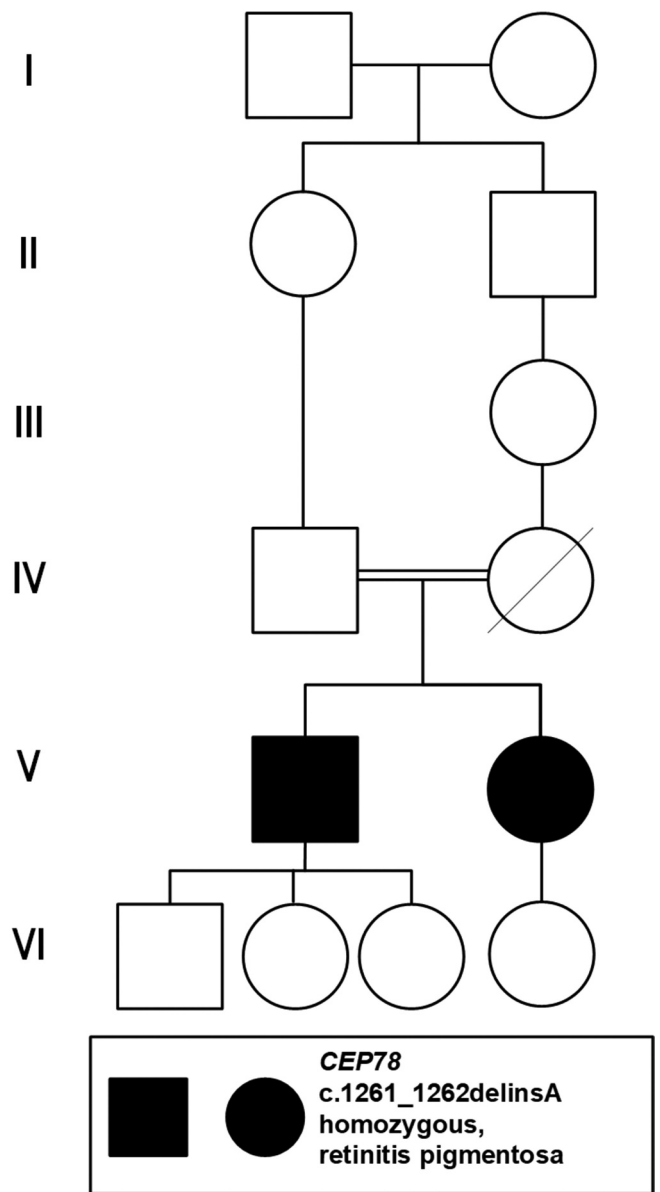 I
II
III
IV
V
VI
CEP78
c.1261_1262delinsA
homozygous,
retinitis pigmentosa